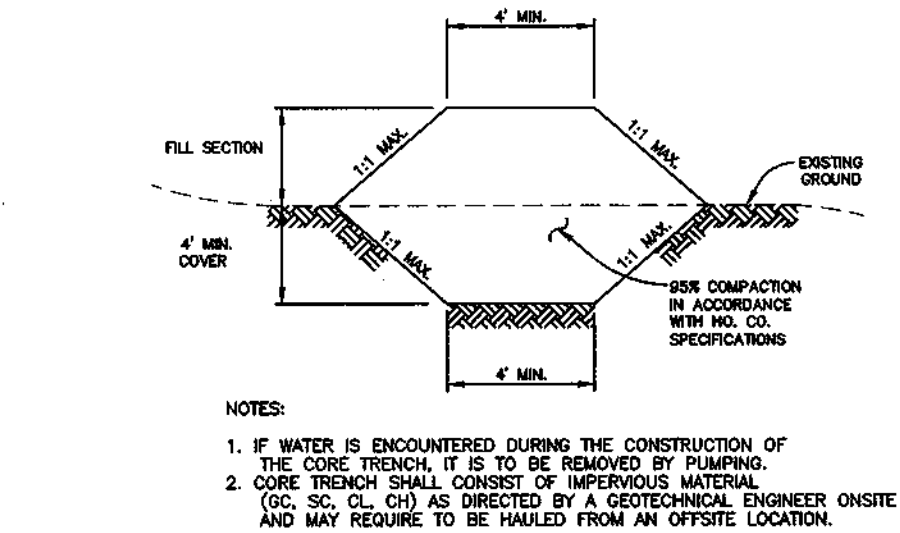 4' MIN.
FILL SECTION
1:1 MAX.
1:1 MAX.
EXISTING
GROUND
4' MIN.
COVER
1:1 MAX.
1:1 MAX.
95% COMPACTION
IN ACCORDANCE
WITH HO. CO.
SPECIFICATIONS
4' MIN.
NOTES:
1. IF WATER IS ENCOUNTERED DURING THE CONSTRUCTION OF
THE CORE TRENCH, IT IS TO BE REMOVED BY PUMPING.
2. CORE TRENCH SHALL CONSIST OF IMPERVIOUS MATERIAL
(GC, SC, CL, CH) AS DIRECTED BY A GEOTECHNICAL ENGINEER ONSITE
AND MAY REQUIRE TO BE HAULED FROM AN OFFSITE LOCATION.